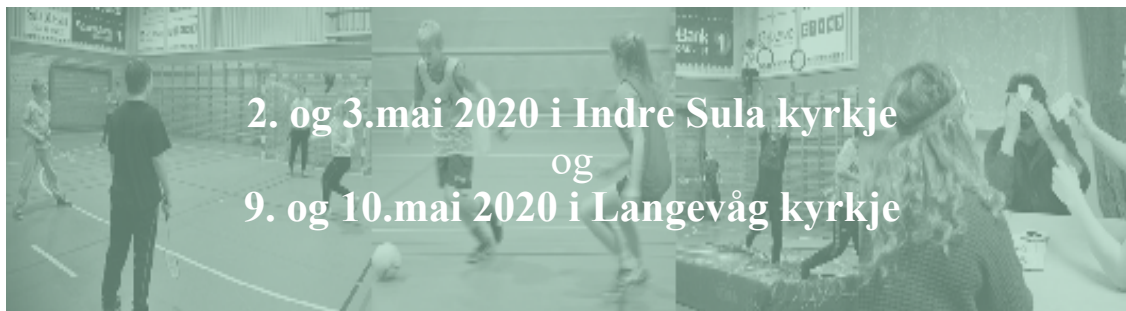 2. og 3.mai 2020 i Indre Sula kyrkje
og
9. og 10.mai 2020 i Langevåg kyrkje